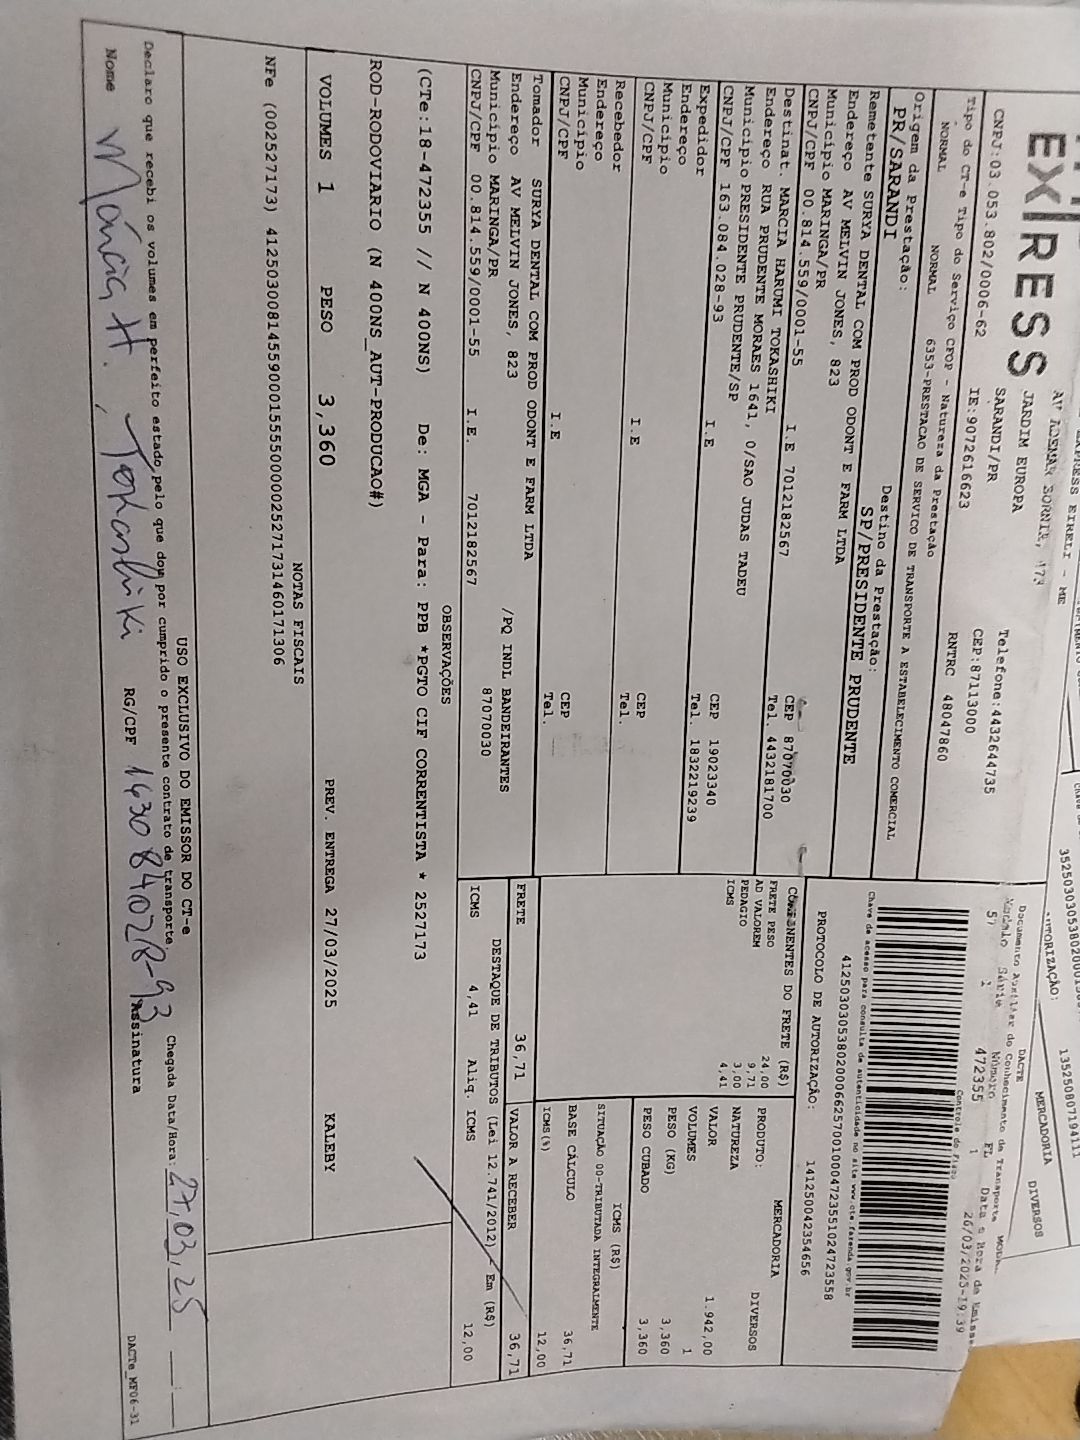 EXPRESS EIRELI - ME
EX|RESS
JARDIM EUROPA
SARANDI/PR
Telefone:4432644735
CEP:87113000
CNPJ:03.053.802/0006-62
IE:9072616623
RNTRC 48047860
Tipo do CT-e Tipo do Serviço CFOP - Natureza da Prestação
NORMAL NORMAL 6353-PRESTACAO DE SERVICO DE TRANSPORTE A ESTABELECIMENTO COMERCIAL
Origem da Prestação:
PR/SARANDI
Destino da Prestação:
SP/PRESIDENTE PRUDENTE
Remetente SURYA DENTAL COM PROD ODONT E FARM LTDA
Endereço AV MELVIN JONES, 823
Município MARINGA/PR CEP 87070030
CNPJ/CPF 00.814.559/0001-55 I.E 7012182567 Tel. 4432181700
Destinat. MARCIA HARUMI TOKASHIKI
Endereço RUA PRUDENTE MORAES 1641, 0/SAO JUDAS TADEU
Município PRESIDENTE PRUDENTE/SP CEP 19023340
CNPJ/CPF 163.084.028-93 I.E Tel. 1832219239
Expedidor
Endereço
Município CEP
CNPJ/CPF I.E Tel.
Recebedor
Endereço
Município CEP
CNPJ/CPF I.E Tel.
Tomador SURYA DENTAL COM PROD ODONT E FARM LTDA
Endereço AV MELVIN JONES, 823 /PQ INDL BANDEIRANTES
Município MARINGA/PR 87070030
CNPJ/CPF 00.814.559/0001-55 I.E. 7012182567
AUTORIZAÇÃO:
MERCADORIA DIVERSOS
DACTE
Documento Auxiliar do Conhecimento de Transporte
Modelo Série Número FL Data e Hora da
57 1 472355 1 26/03/2025-19:39
Controle do Fisco
Chave de acesso para consulta de autenticidade no site www.cte.fazenda.gov.br
41250303053802000662570010004723551024723558
PROTOCOLO DE AUTORIZAÇÃO: 141250042354656
COMPONENTES DO FRETE (R$)
FRETE PESO 24,00
AD VALOREM 9,71
PEDAGIO 3,00
ICMS 4,41
MERCADORIA
PRODUTO: DIVERSOS
NATUREZA
VALOR 1.942,00
VOLUMES 1
PESO (KG) 3,360
PESO CUBADO 3,360
ICMS (R$)
SITUAÇÃO 00-TRIBUTADA INTEGRALMENTE
BASE CÁLCULO 36,71
ICMS(%) 12,00
FRETE 36,71 VALOR A RECEBER 36,71
DESTAQUE DE TRIBUTOS (Lei 12.741/2012) - Em (R$)
ICMS 4,41 Aliq. ICMS 12,00
OBSERVAÇÕES
(CTe:18-472355 // N 400NS) De: MGA - Para: PPB *PGTO CIF CORRENTISTA * 2527173
ROD-RODOVIARIO (N 400NS_AUT-PRODUCAO#)
VOLUMES 1 PESO 3,360 PREV. ENTREGA 27/03/2025 KALEBY
NOTAS FISCAIS
NFe (002527173) 41250300814559000155550000025271731460171306
USO EXCLUSIVO DO EMISSOR DO CT-e
Declaro que recebi os volumes em perfeito estado pelo que dou por cumprido o presente contrato de transporte.
Chegada Data/Hora: 27,03,25
Nome Márcia H. Tokashiki RG/CPF 163084028-93 Assinatura
DACTe_MF06-31